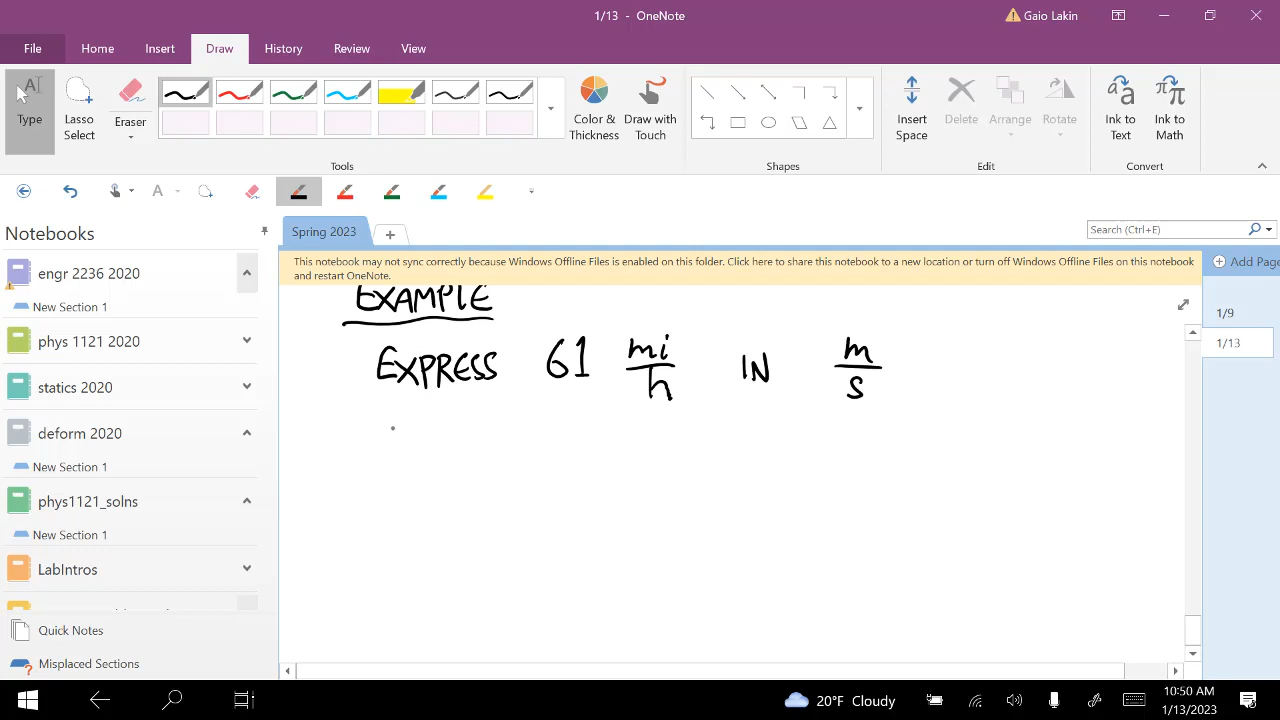 1/13 - OneNote
Gaio Lakin
File Home Insert Draw History Review View
Type
Lasso Select
Eraser
Color & Thickness
Draw with Touch
Insert Space
Delete
Arrange
Rotate
Ink to Text
Ink to Math
Tools
Shapes
Edit
Convert
Notebooks
Spring 2023
Search (Ctrl+E)
This notebook may not sync correctly because Windows Offline Files is enabled on this folder. Click here to share this notebook to a new location or turn off Windows Offline Files on this notebook
and restart OneNote.
Add Page
1/9
1/13
engr 2236 2020
New Section 1
phys 1121 2020
statics 2020
deform 2020
New Section 1
phys1121_solns
New Section 1
LabIntros
Quick Notes
Misplaced Sections
EXAMPLE
EXPRESS 61 mi/h IN m/s
20°F Cloudy
10:50 AM
1/13/2023